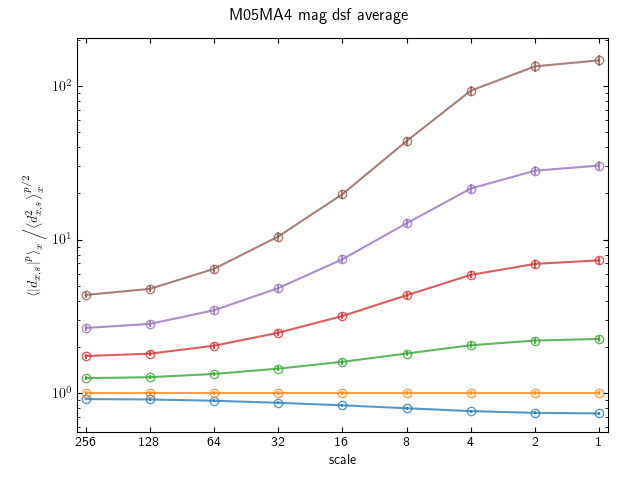 M05MA4 mag dsf average
⟨|d_{x,s}|^p⟩_x / ⟨d²_{x,s}⟩_x^{p/2}
10²
10¹
10⁰
256 128 64 32 16 8 4 2 1
scale